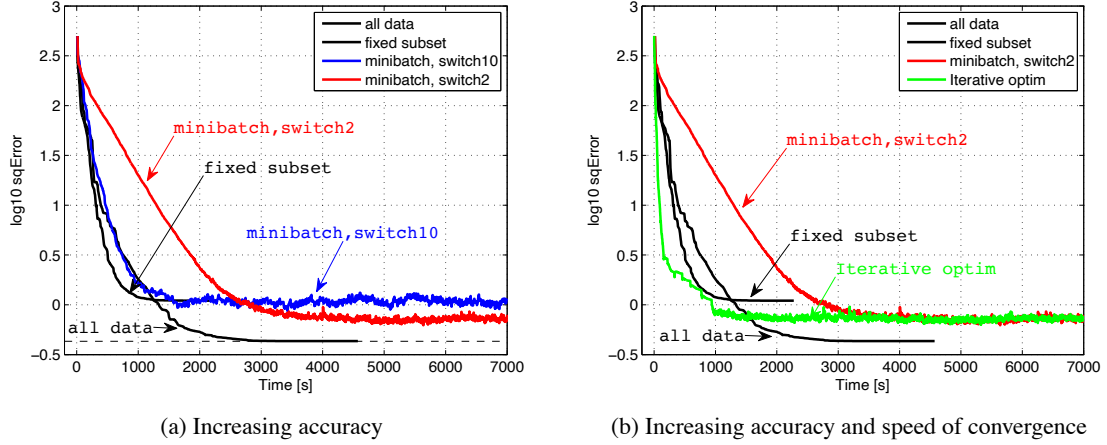 all data
fixed subset
minibatch, switch10
minibatch, switch2
minibatch,switch2
fixed subset
minibatch,switch10
all data
log10 sqError
3
2.5
2
1.5
1
0.5
0
−0.5
0 1000 2000 3000 4000 5000 6000 7000
Time [s]
(a) Increasing accuracy
all data
fixed subset
minibatch, switch2
Iterative optim
minibatch,switch2
fixed subset
Iterative optim
all data
log10 sqError
3
2.5
2
1.5
1
0.5
0
−0.5
0 1000 2000 3000 4000 5000 6000 7000
Time [s]
(b) Increasing accuracy and speed of convergence